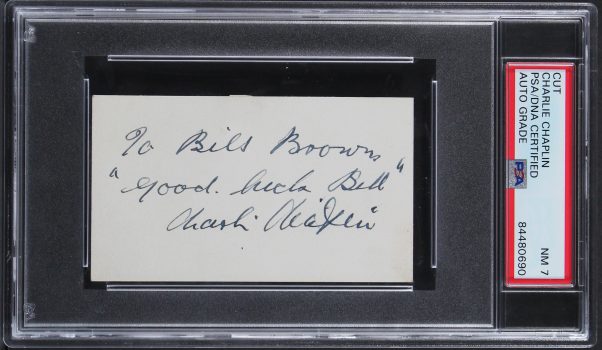 To Bill Brown
"Good luck Bill"
Charlie Chaplin
CUT
CHARLIE CHAPLIN
PSA/DNA CERTIFIED
AUTO GRADE
PSA
NM 7
84480690